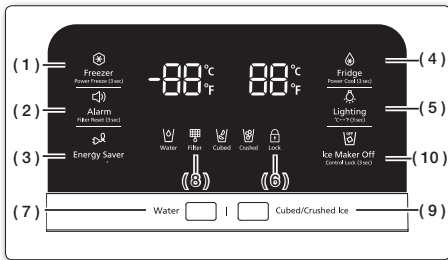 (1)
Freezer
Power Freeze (3 sec)
(2)
Alarm
Filter Reset (3 sec)
(3)
Energy Saver
-88 °C °F
88 °C °F
Water Filter Cubed Crushed Lock
(8) (6)
(4)
Fridge
Power Cool (3 sec)
(5)
Lighting
°C↔°F (3 sec)
OFF
Ice Maker Off
Control Lock (3 sec)
(10)
(7) Water | Cubed/Crushed Ice (9)